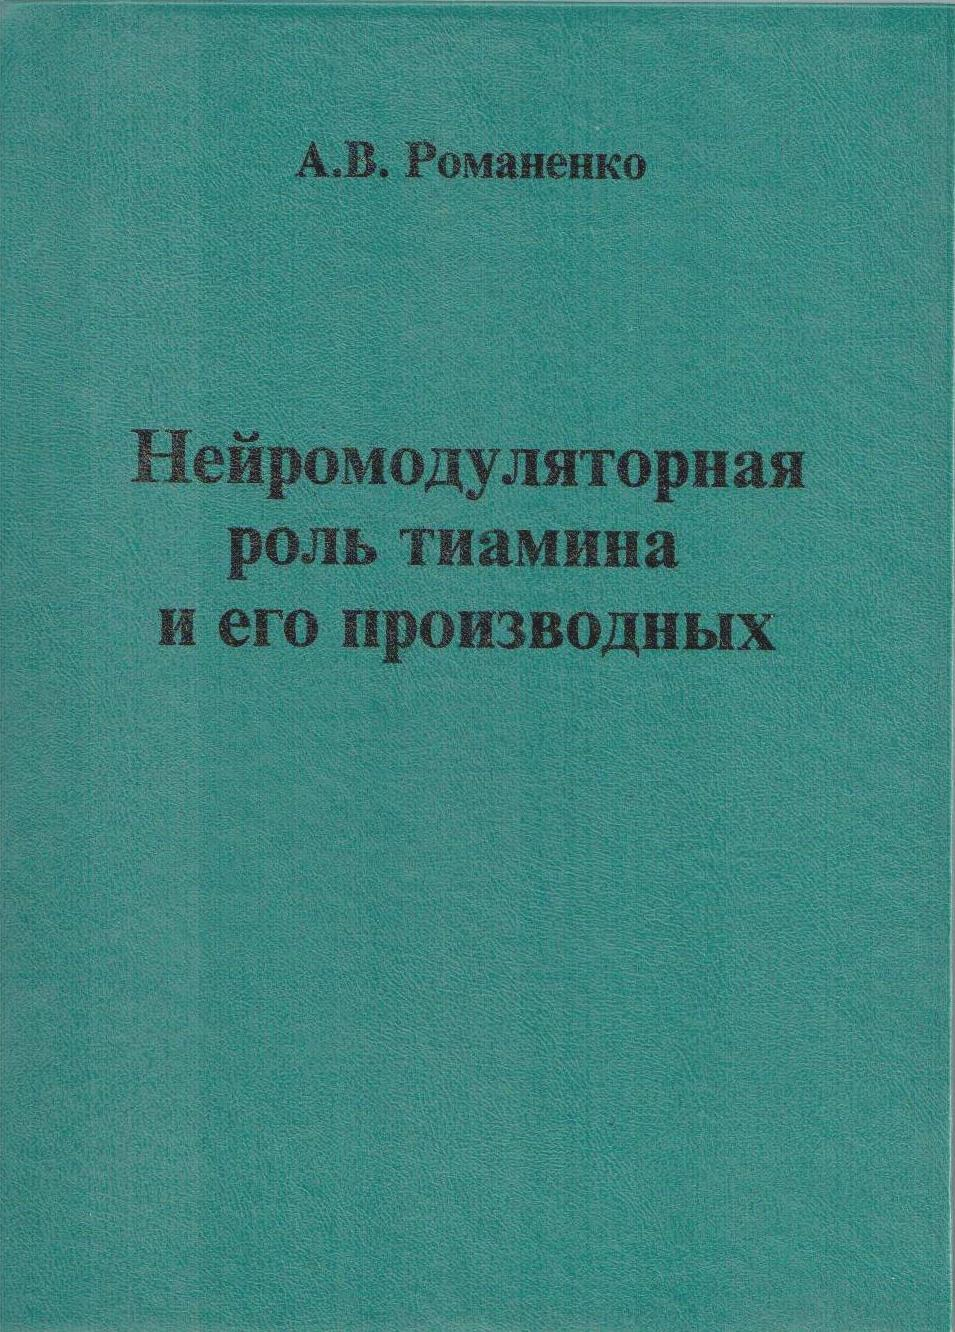 А.В. Романенко
Нейромодуляторная
роль тиамина
и его производных